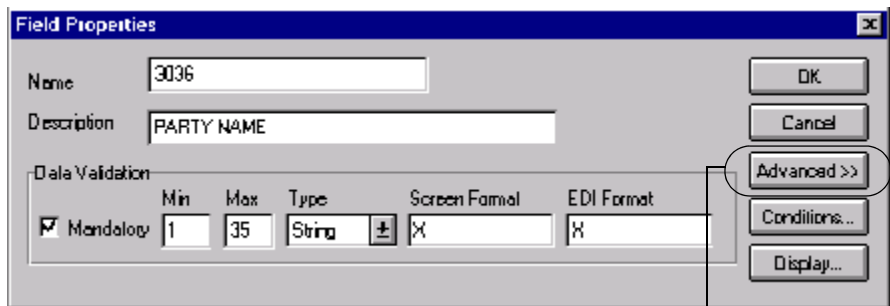 Field Properties
Name 3036
Description PARTY NAME
Data Validation
Min Max Type Screen Format EDI Format
Mandatory 1 35 String X X
OK
Cancel
Advanced >>
Conditions...
Display...